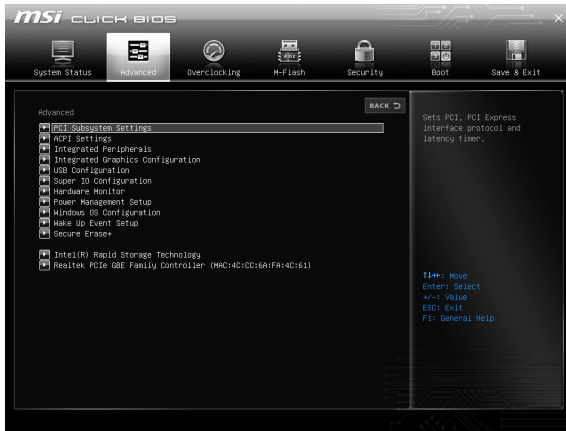 msi CLICK BIOS
System Status Advanced Overclocking M-Flash Security Boot Save & Exit
Advanced
BACK
PCI Subsystem Settings
ACPI Settings
Integrated Peripherals
Integrated Graphics Configuration
USB Configuration
Super IO Configuration
Hardware Monitor
Power Management Setup
Windows OS Configuration
Wake Up Event Setup
Secure Erase+
Intel(R) Rapid Storage Technology
Realtek PCIe GBE Family Controller (MAC:4C:CC:6A:FA:4C:61)
Sets PCI, PCI Express
interface protocol and
latency timer.
↑↓→←: Move
Enter: Select
+/-: Value
ESC: Exit
F1: General Help